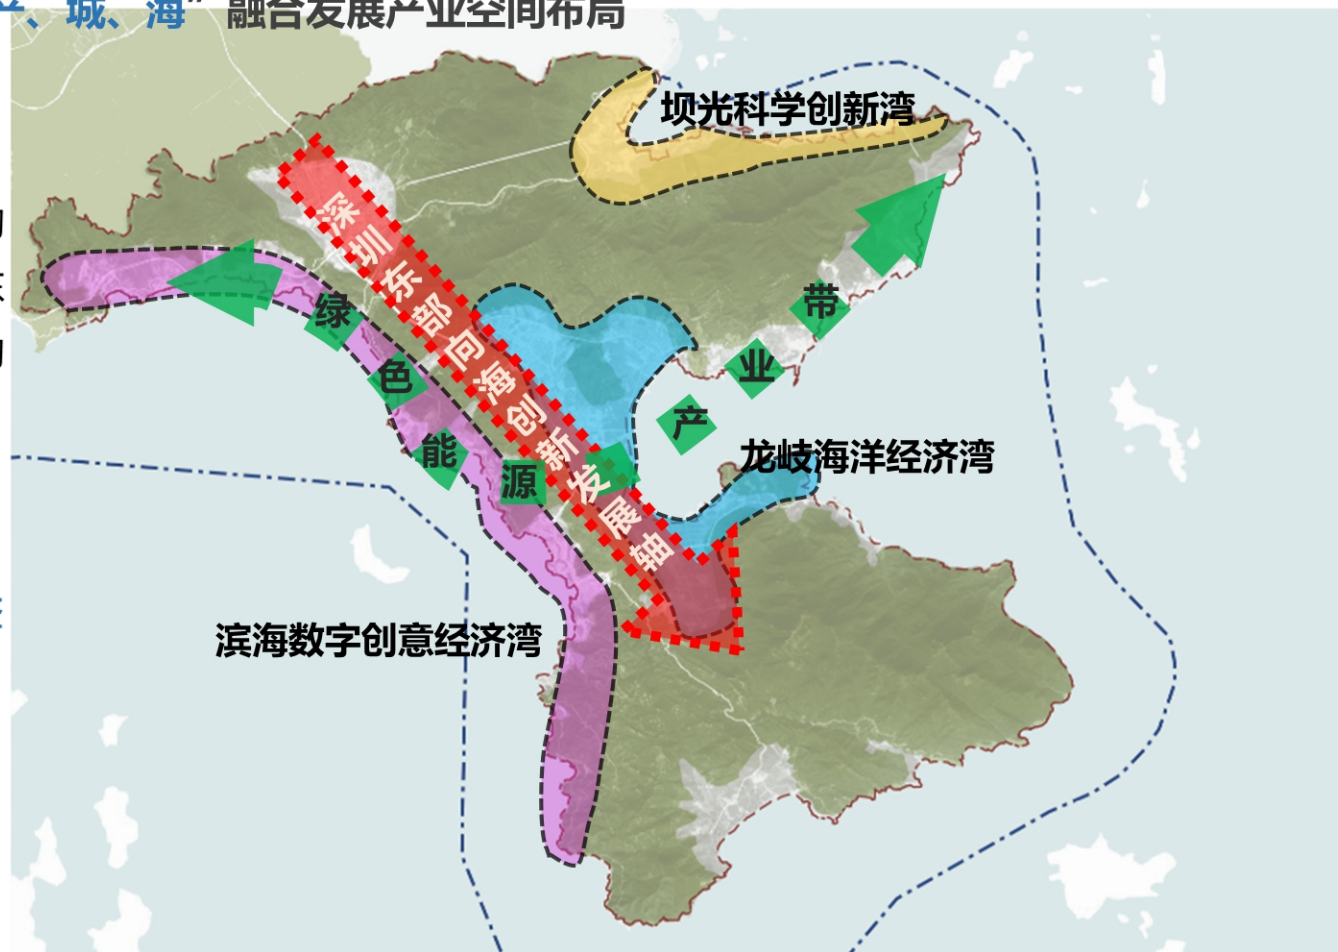 、城、海”融合发展产业空间布局
坝光科学创新湾
深圳东部向海创新发展轴
绿色能源产业带
龙岐海洋经济湾
滨海数字创意经济湾